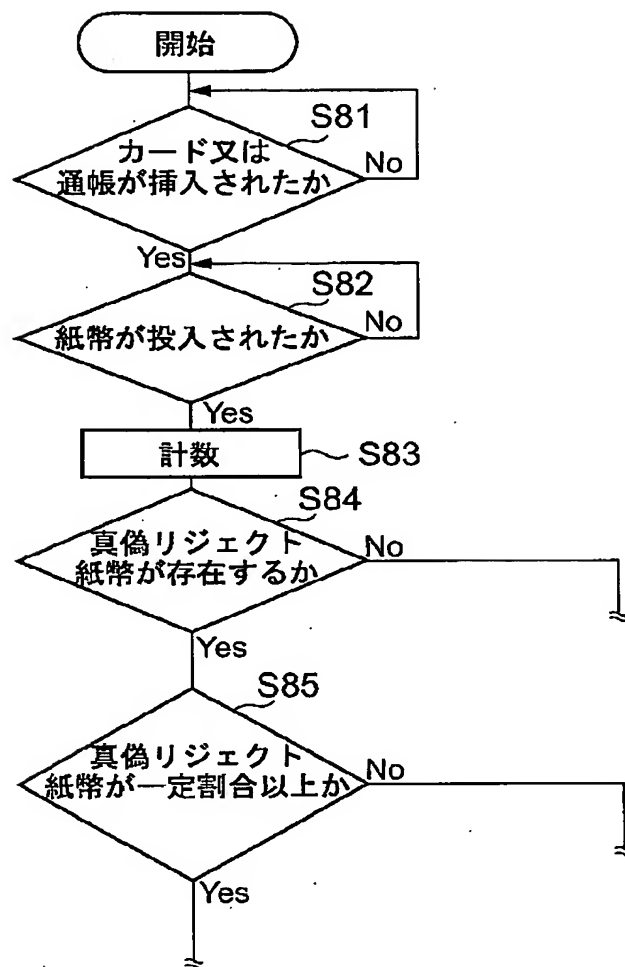 開始
S81
カード又は
通帳が挿入されたか
No
Yes
S82
紙幣が投入されたか
No
Yes
計数
S83
S84
真偽リジェクト
紙幣が存在するか
No
Yes
S85
真偽リジェクト
紙幣が一定割合以上か
No
Yes